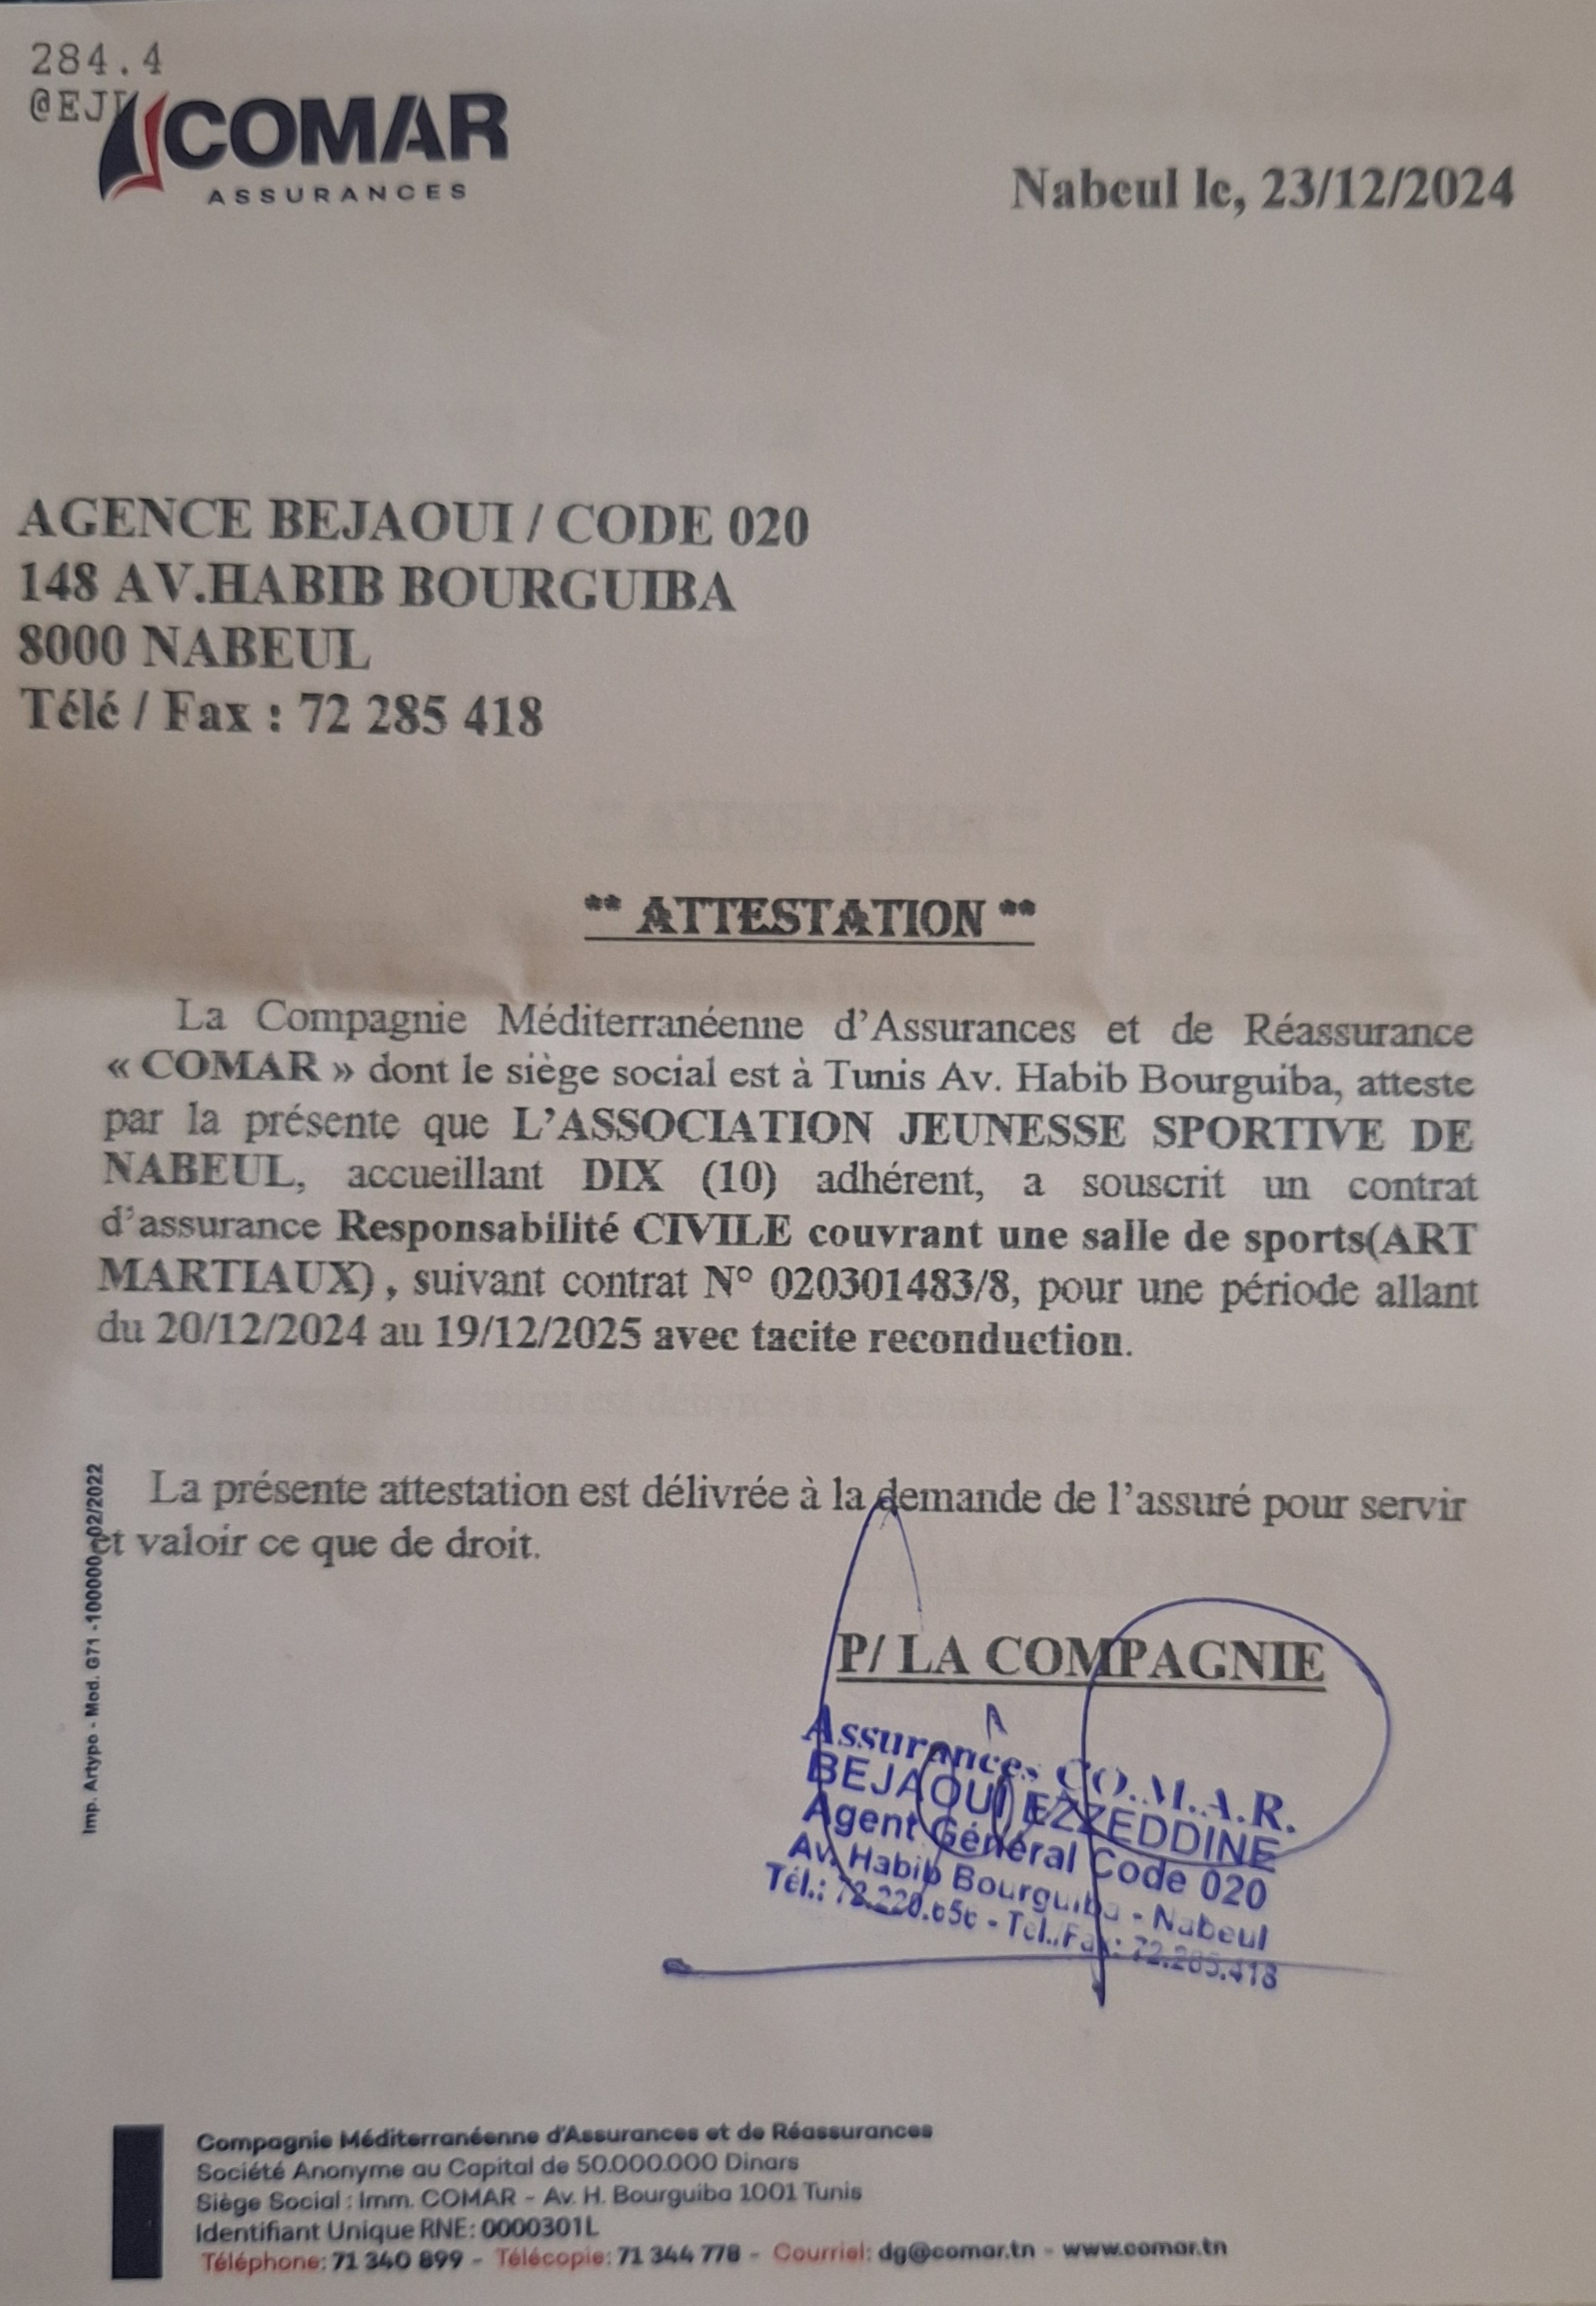 284.4
@EJ
COMAR
ASSURANCES
Nabeul le, 23/12/2024
AGENCE BEJAOUI / CODE 020
148 AV.HABIB BOURGUIBA
8000 NABEUL
Télé / Fax : 72 285 418
** ATTESTATION **
La Compagnie Méditerranéenne d'Assurances et de Réassurance
« COMAR » dont le siège social est à Tunis Av. Habib Bourguiba, atteste
par la présente que L'ASSOCIATION JEUNESSE SPORTIVE DE
NABEUL, accueillant DIX (10) adhérent, a souscrit un contrat
d'assurance Responsabilité CIVILE couvrant une salle de sports(ART
MARTIAUX) , suivant contrat N° 020301483/8, pour une période allant
du 20/12/2024 au 19/12/2025 avec tacite reconduction.
La présente attestation est délivrée à la demande de l'assuré pour servir
et valoir ce que de droit.
Imp. Artypo - Mod. G71 -100000- 02/2022
P/ LA COMPAGNIE
Assurances CO.M.A.R.
BEJAOUI EZZEDDINE
Agent Général Code 020
Av. Habib Bourguiba - Nabeul
Tél.: - Tel./Fax: 72.285.418
Compagnie Méditerranéenne d'Assurances et de Réassurances
Société Anonyme au Capital de 50.000.000 Dinars
Siège Social : Imm. COMAR - Av. H. Bourguiba 1001 Tunis
Identifiant Unique RNE: 0000301L
Téléphone: 71 340 899 - Télécopie: 71 344 778 - Courriel: dg@comar.tn - www.comar.tn